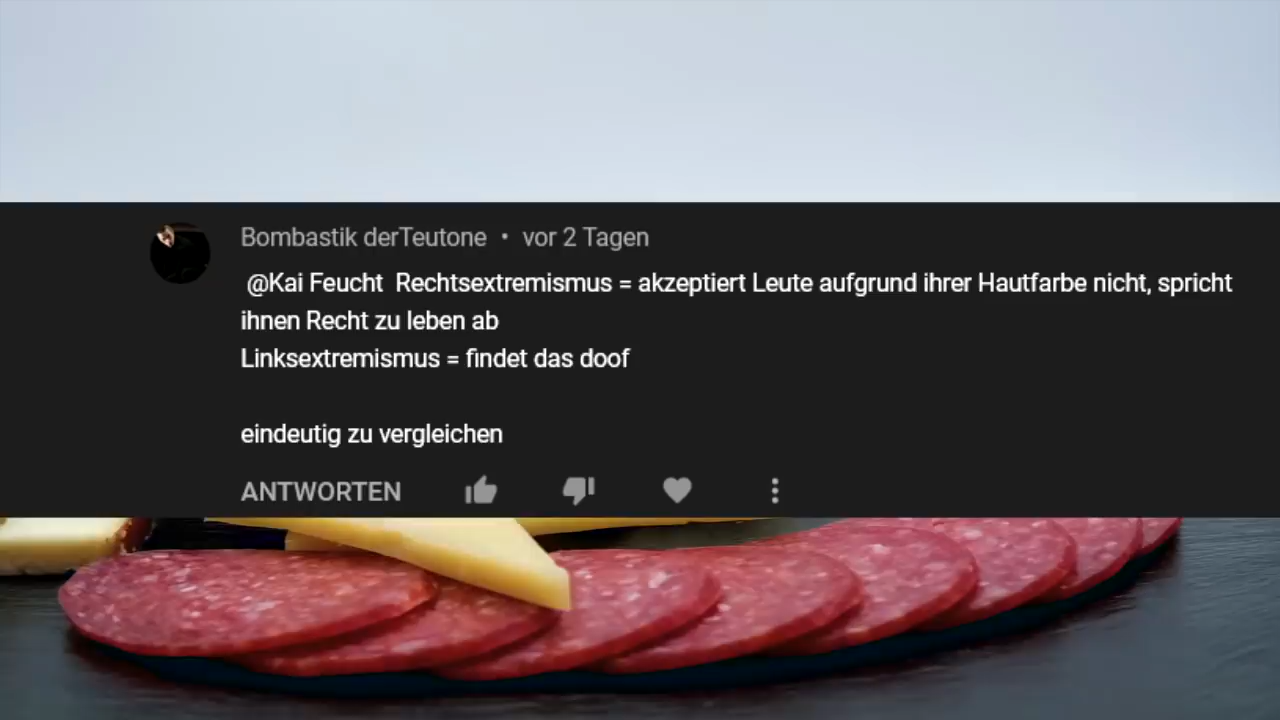 Bombastik derTeutone • vor 2 Tagen
@Kai Feucht Rechtsextremismus = akzeptiert Leute aufgrund ihrer Hautfarbe nicht, spricht
ihnen Recht zu leben ab
Linksextremismus = findet das doof
eindeutig zu vergleichen
ANTWORTEN